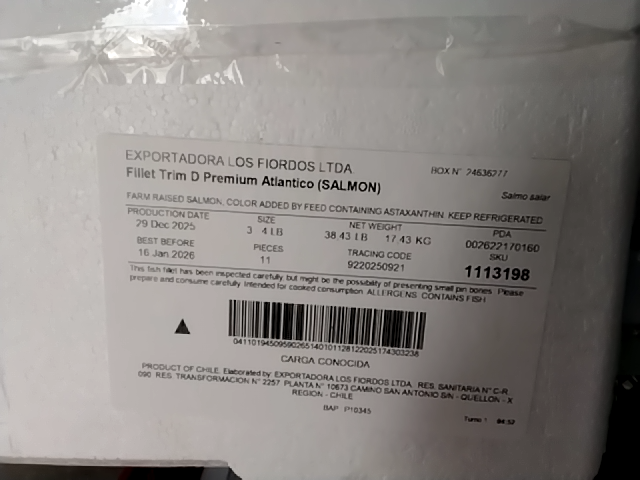 EXPORTADORA LOS FIORDOS LTDA.
BOX N° 24636277
Fillet Trim D Premium Atlantico (SALMON)
Salmo salar
FARM RAISED SALMON, COLOR ADDED BY FEED CONTAINING ASTAXANTHIN. KEEP REFRIGERATED
PRODUCTION DATE SIZE NET WEIGHT PDA
29 Dec 2025 3 4 LB 38.43 LB 17.43 KG 002622170160
BEST BEFORE PIECES TRACING CODE SKU
16 Jan 2026 11 9220250921 1113198
This fish fillet has been inspected carefully but might be the possibility of presenting small pin bones. Please
prepare and consume carefully. Intended for cooked consumption. ALLERGENS: CONTAINS FISH
CARGA CONOCIDA
PRODUCT OF CHILE. Elaborated by: EXPORTADORA LOS FIORDOS LTDA. RES. SANITARIA N° C-R
090 RES. TRANSFORMACION N° 2257 PLANTA N° 10673 CAMINO SAN ANTONIO S/N - QUELLON - X
REGION - CHILE
BAP : P10345
Turno 1 04:52